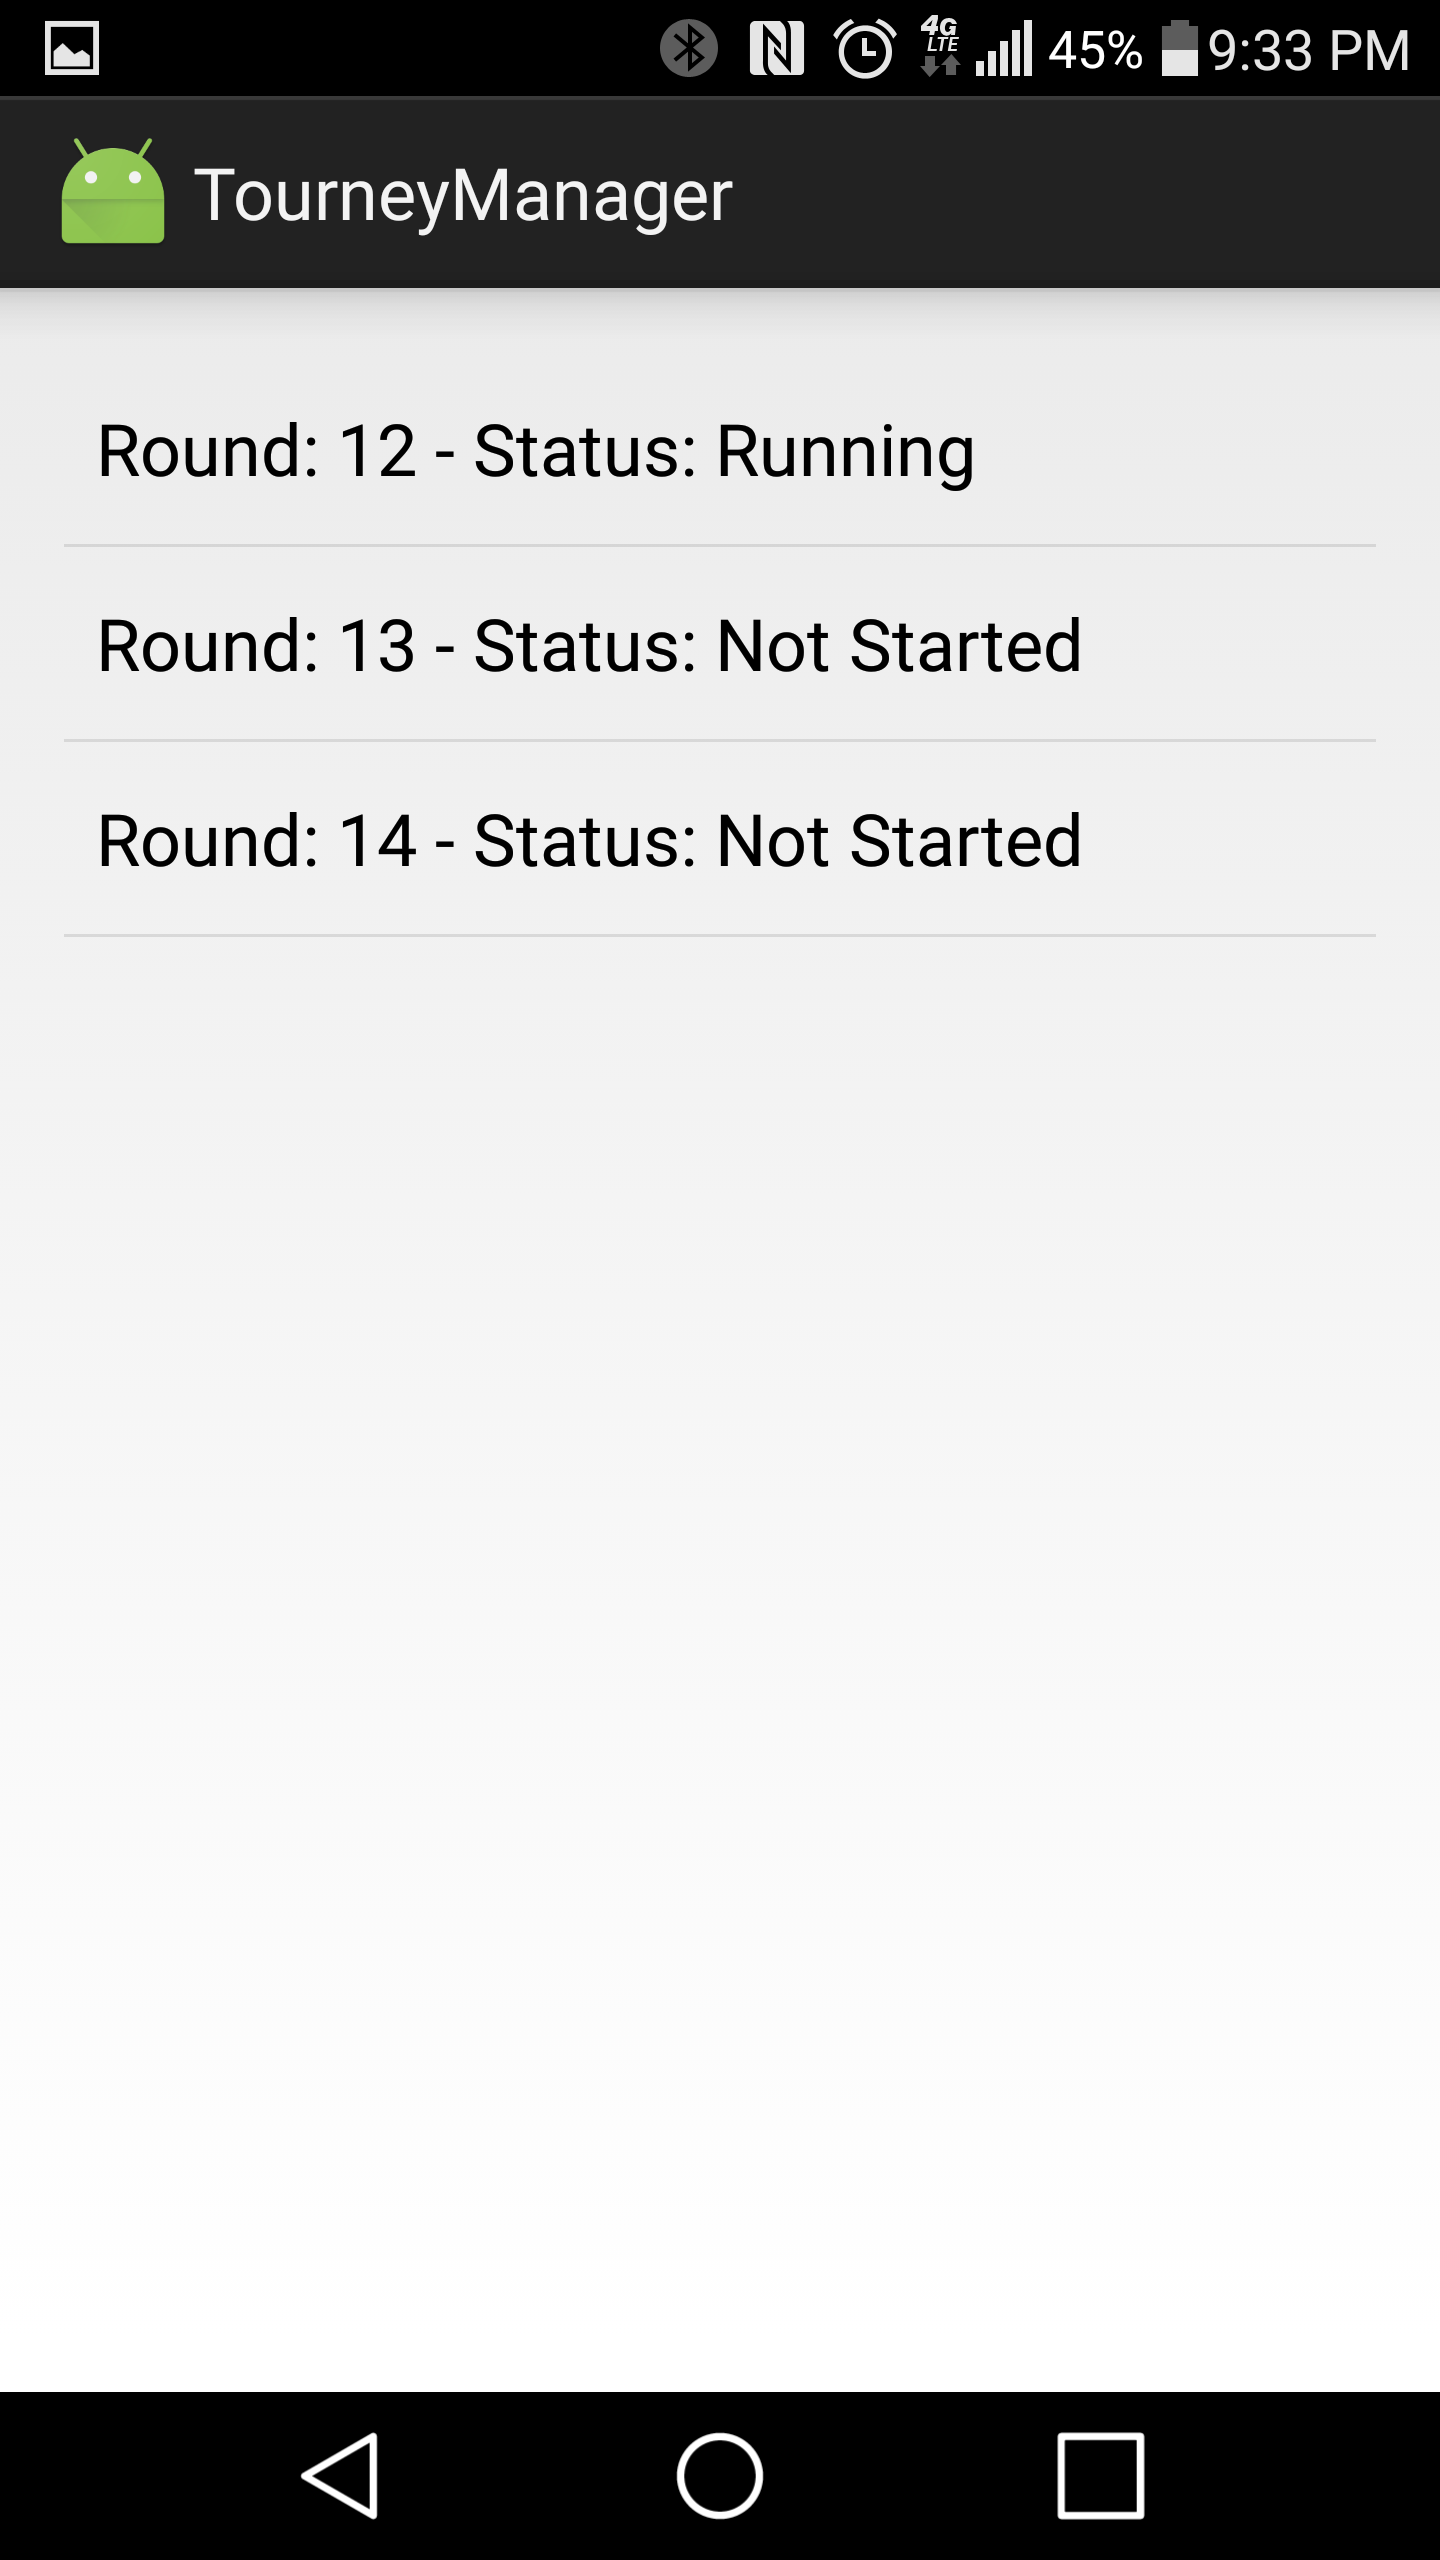 4G LTE 45% 9:33 PM
TourneyManager
Round: 12 - Status: Running
Round: 13 - Status: Not Started
Round: 14 - Status: Not Started